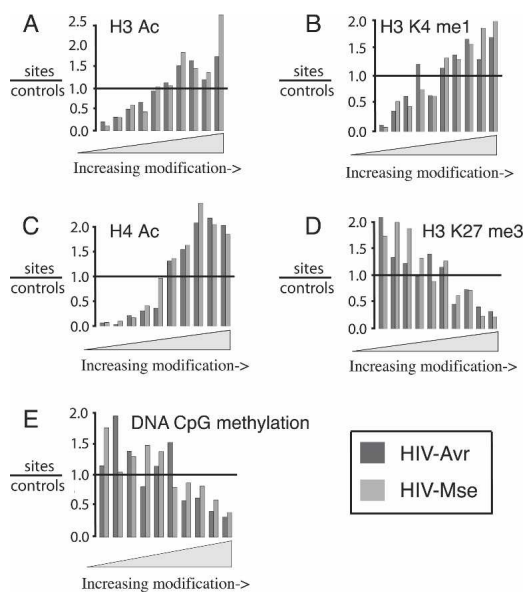 A
H3 Ac
sites
controls
2.5
2.0
1.5
1.0
0.5
0.0
Increasing modification->
B
H3 K4 me1
2.0
1.5
1.0
0.5
0.0
Increasing modification->
C
H4 Ac
sites
controls
2.0
1.5
1.0
0.5
0.0
Increasing modification->
D
H3 K27 me3
sites
controls
2.0
1.5
1.0
0.5
0.0
Increasing modification->
E
DNA CpG methylation
sites
controls
2.0
1.5
1.0
0.5
0.0
Increasing modification->
HIV-Avr
HIV-Mse